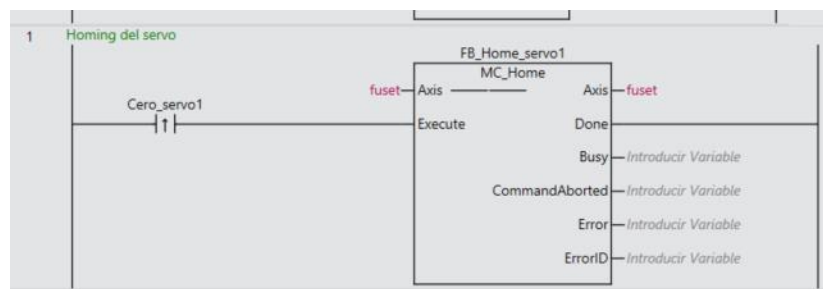 1 Homing del servo
FB_Home_servo1
MC_Home
fuset Axis Axis fuset
Cero_servo1
Execute Done
Busy Introducir Variable
CommandAborted Introducir Variable
Error Introducir Variable
ErrorID Introducir Variable